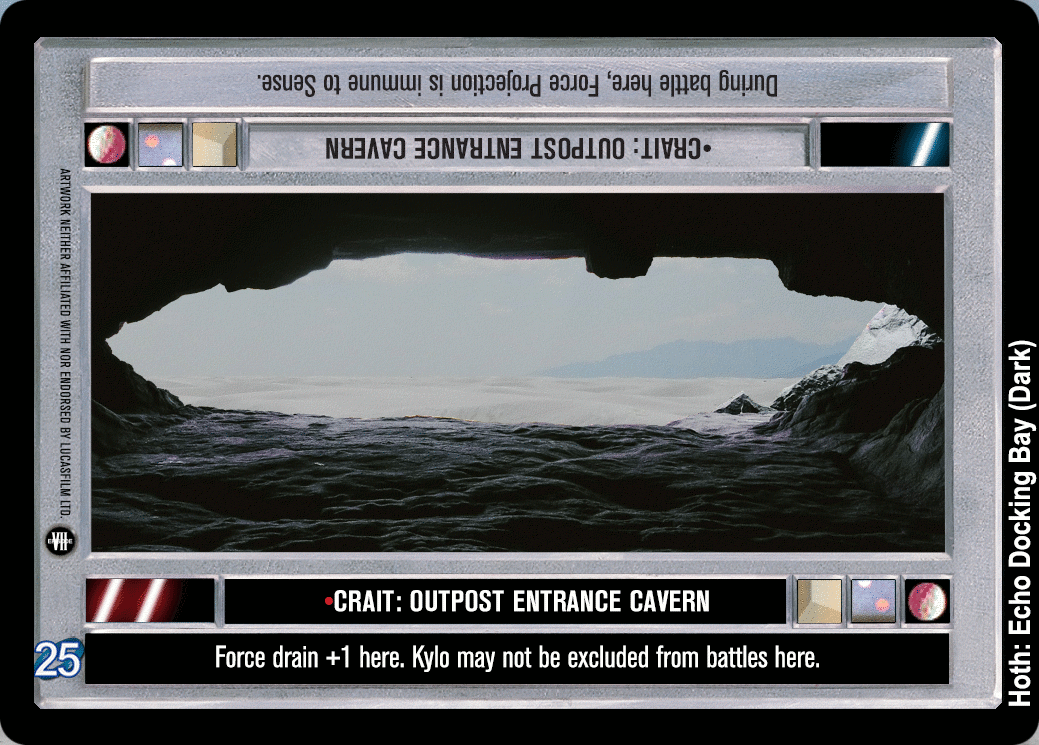 During battle here, Force Projection is immune to Sense.
•CRAIT: OUTPOST ENTRANCE CAVERN
ARTWORK NEITHER AFFILIATED WITH NOR ENDORSED BY LUCASFILM LTD.
EPISODE
VII
•CRAIT: OUTPOST ENTRANCE CAVERN
25
Force drain +1 here. Kylo may not be excluded from battles here.
Hoth: Echo Docking Bay (Dark)